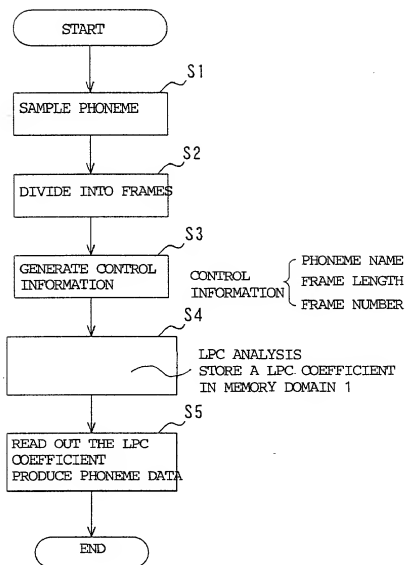 START
S1
SAMPLE PHONEME
S2
DIVIDE INTO FRAMES
S3
GENERATE CONTROL
INFORMATION
CONTROL
INFORMATION
PHONEME NAME
FRAME LENGTH
FRAME NUMBER
S4
LPC ANALYSIS
STORE A LPC COEFFICIENT
IN MEMORY DOMAIN 1
S5
READ OUT THE LPC
COEFFICIENT
PRODUCE PHONEME DATA
END